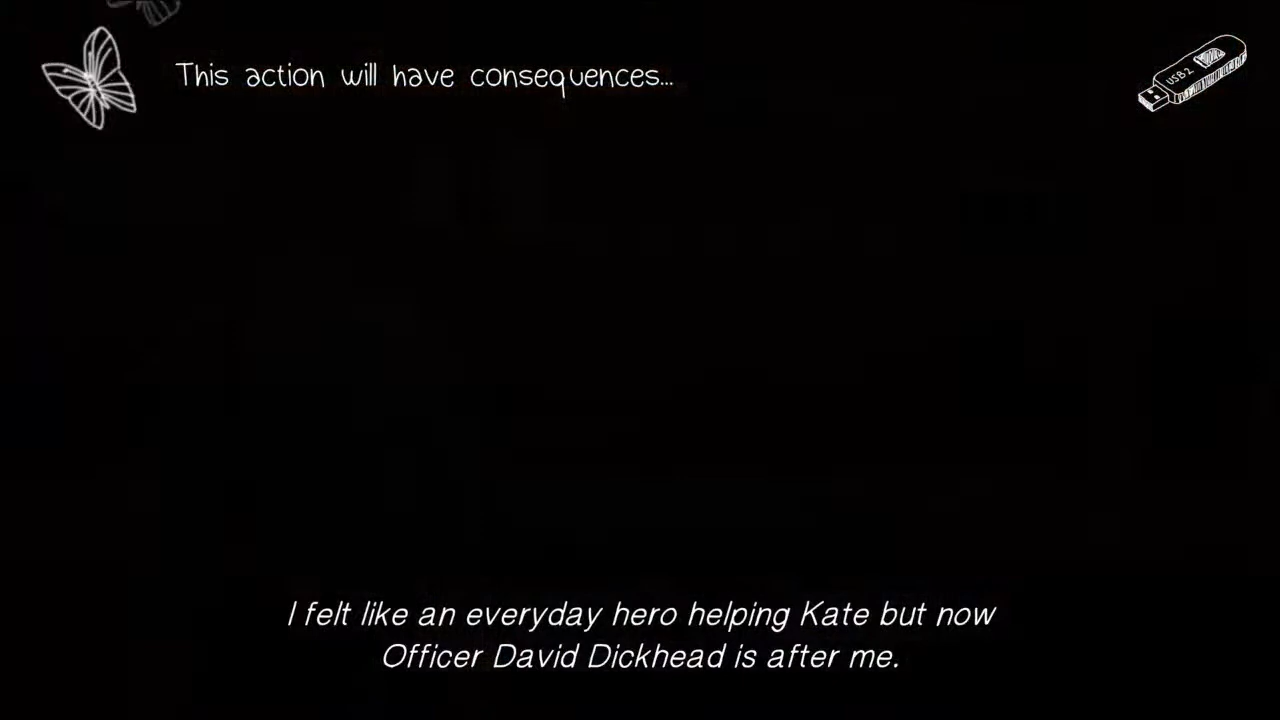 This action will have consequences...
USB2
I felt like an everyday hero helping Kate but now
Officer David Dickhead is after me.